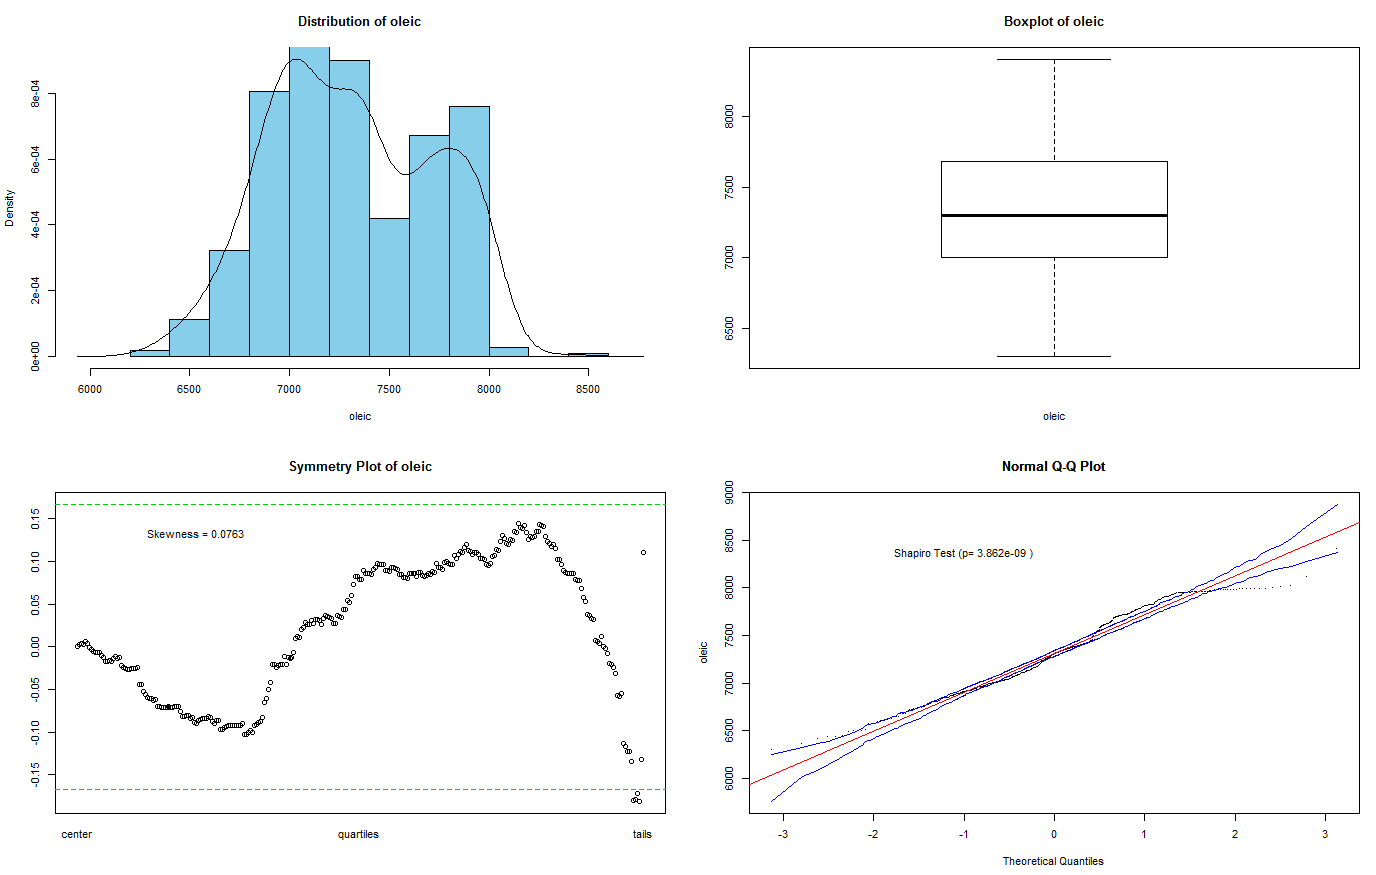 Distribution of oleic
Density
0e+00
2e-04
4e-04
6e-04
8e-04
6000 6500 7000 7500 8000 8500
oleic
Boxplot of oleic
6500
7000
7500
8000
oleic
Symmetry Plot of oleic
Skewness = 0.0763
-0.15
-0.10
-0.05
0.00
0.05
0.10
0.15
center quartiles tails
Normal Q-Q Plot
Shapiro Test (p= 3.862e-09 )
oleic
6000
6500
7000
7500
8000
8500
9000
-3 -2 -1 0 1 2 3
Theoretical Quantiles